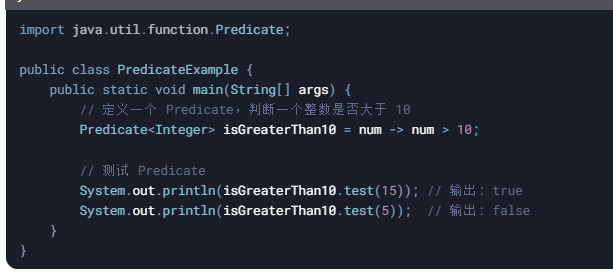 import java.util.function.Predicate;
public class PredicateExample {
public static void main(String[] args) {
// 定义一个 Predicate，判断一个整数是否大于 10
Predicate<Integer> isGreaterThan10 = num -> num > 10;
// 测试 Predicate
System.out.println(isGreaterThan10.test(15)); // 输出: true
System.out.println(isGreaterThan10.test(5));  // 输出: false
}
}